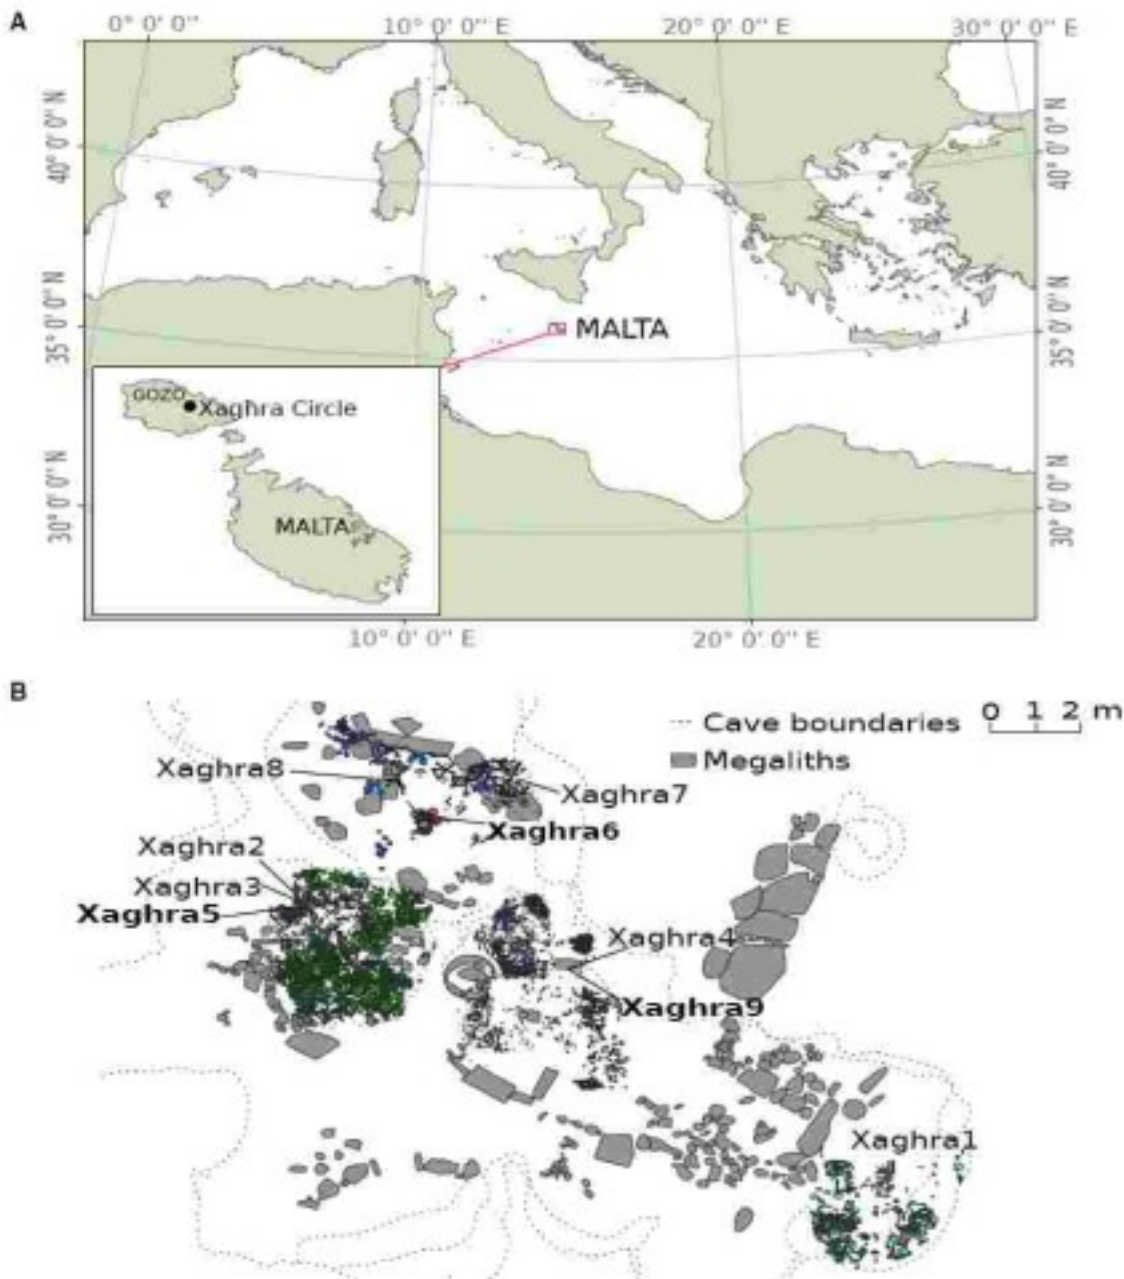 A
0° 0' 0'' 10° 0' 0'' E 20° 0' 0'' E 30° 0' 0'' E
40° 0' 0'' N 40° 0' 0'' N
35° 0' 0'' N 35° 0' 0'' N
30° 0' 0'' N 30° 0' 0'' N
MALTA
GOZO
Xaghra Circle
MALTA
10° 0' 0'' E 20° 0' 0'' E
B
Cave boundaries 0 1 2 m
Megaliths
Xaghra8
Xaghra7
Xaghra6
Xaghra2
Xaghra3
Xaghra5
Xaghra4
Xaghra9
Xaghra1